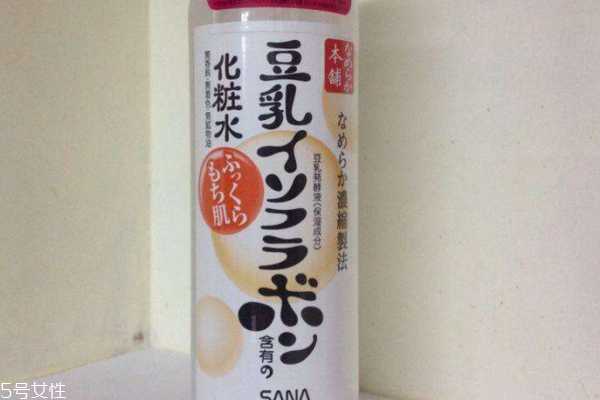 なめらか
本舗
なめらか濃縮製法
豆乳発酵液(保湿成分)
豆乳イソフラボン
含有の
化粧水
無香料・無着色・無鉱物油
ふっくら
もち肌
SANA
5号女性